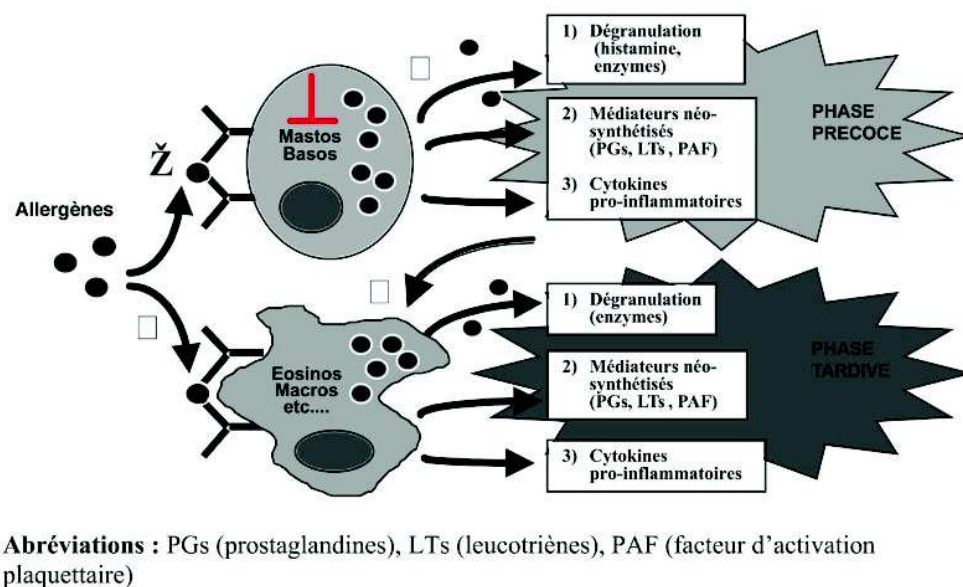 1) Dégranulation
(histamine,
enzymes)
2) Médiateurs néo-
synthétisés
(PGs, LTs , PAF)
3) Cytokines
pro-inflammatoires
PHASE
PRECOCE
Mastos
Basos
Ž
Allergènes
1) Dégranulation
(enzymes)
2) Médiateurs néo-
synthétisés
(PGs, LTs , PAF)
3) Cytokines
pro-inflammatoires
PHASE
TARDIVE
Eosinos
Macros
etc....
Abréviations : PGs (prostaglandines), LTs (leucotriènes), PAF (facteur d’activation
plaquettaire)